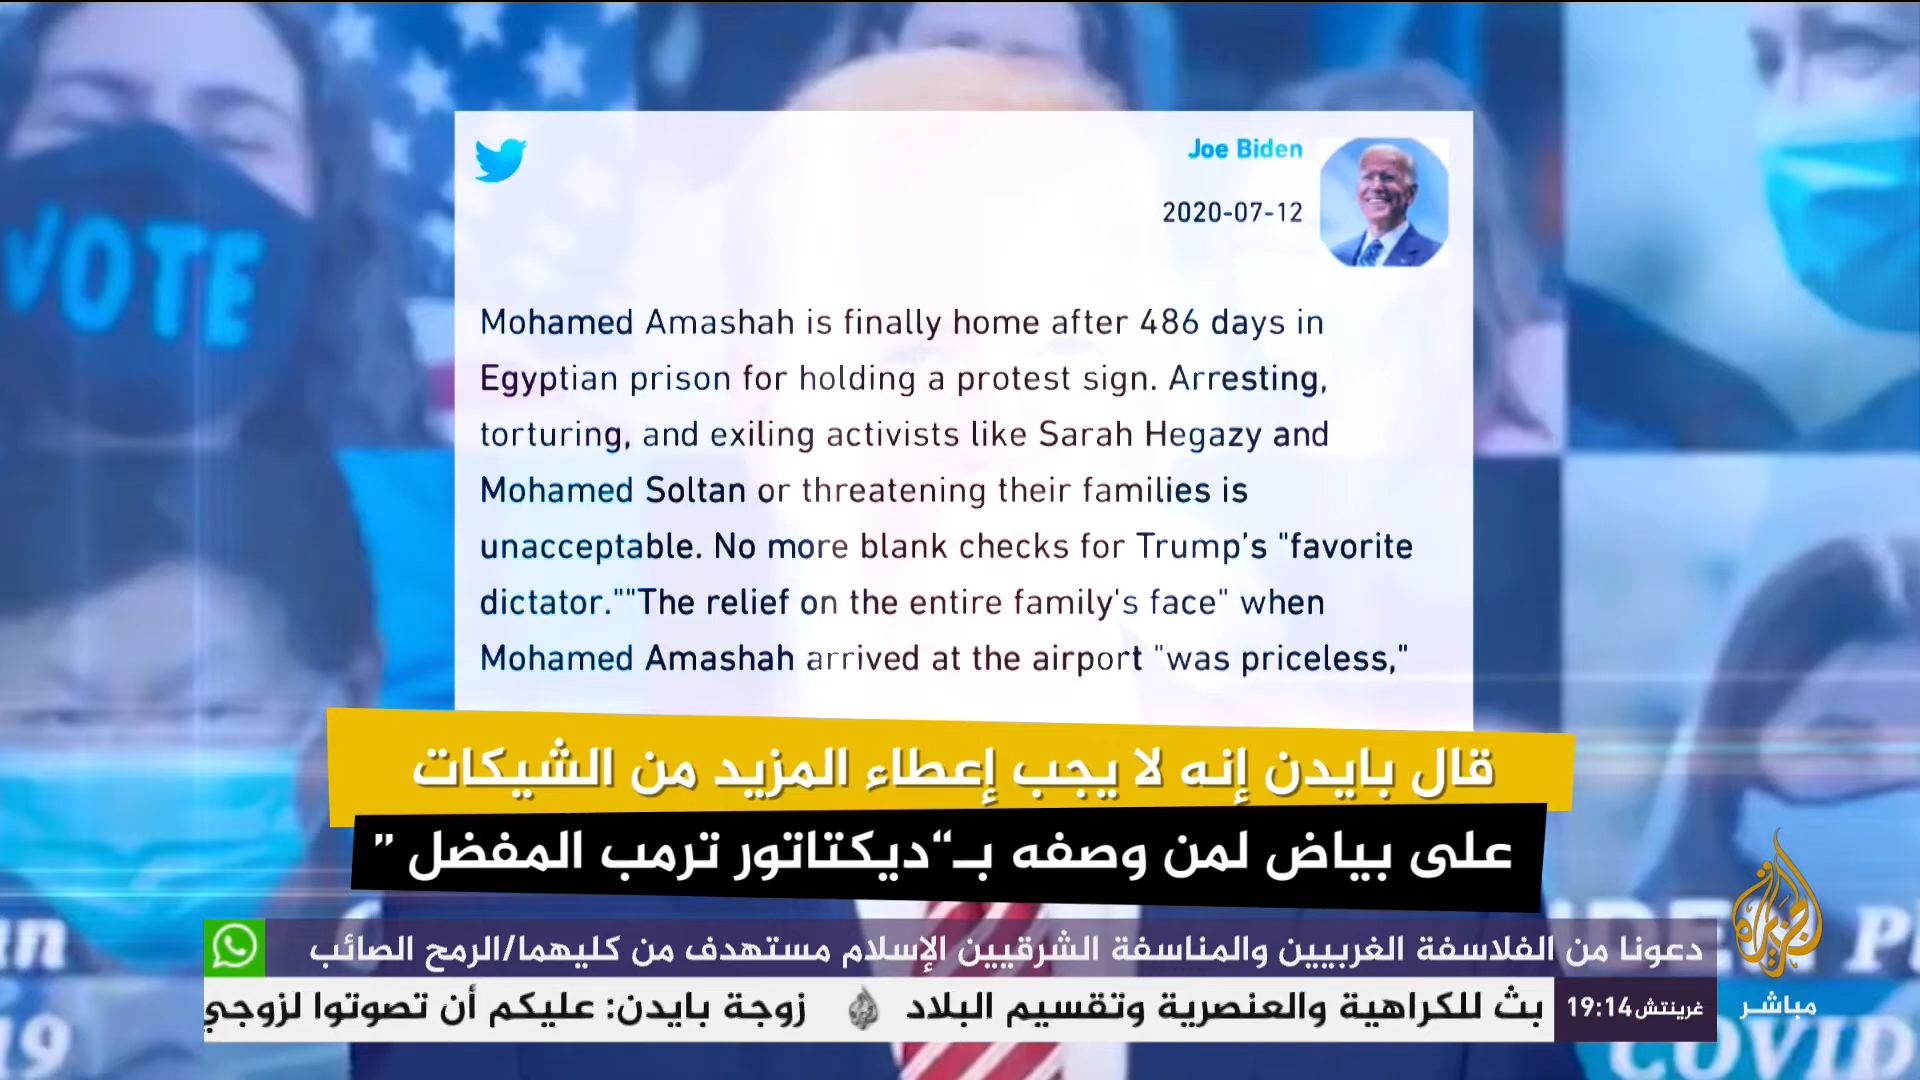 VOTE
Joe Biden
2020-07-12
Mohamed Amashah is finally home after 486 days in
Egyptian prison for holding a protest sign. Arresting,
torturing, and exiling activists like Sarah Hegazy and
Mohamed Soltan or threatening their families is
unacceptable. No more blank checks for Trump’s "favorite
dictator.""The relief on the entire family's face" when
Mohamed Amashah arrived at the airport "was priceless,"
قال بايدن إنه لا يجب إعطاء المزيد من الشيكات
على بياض لمن وصفه بـ“ديكتاتور ترمب المفضل ”
دعونا من الفلاسفة الغربيين والمناسفة الشرقيين الإسلام مستهدف من كليهما/الرمح الصائب
غرينتش 19:14
بث للكراهية والعنصرية وتقسيم البلاد
زوجة بايدن: عليكم أن تصوتوا لزوجي
الجزيرة
مباشر
19
COVID